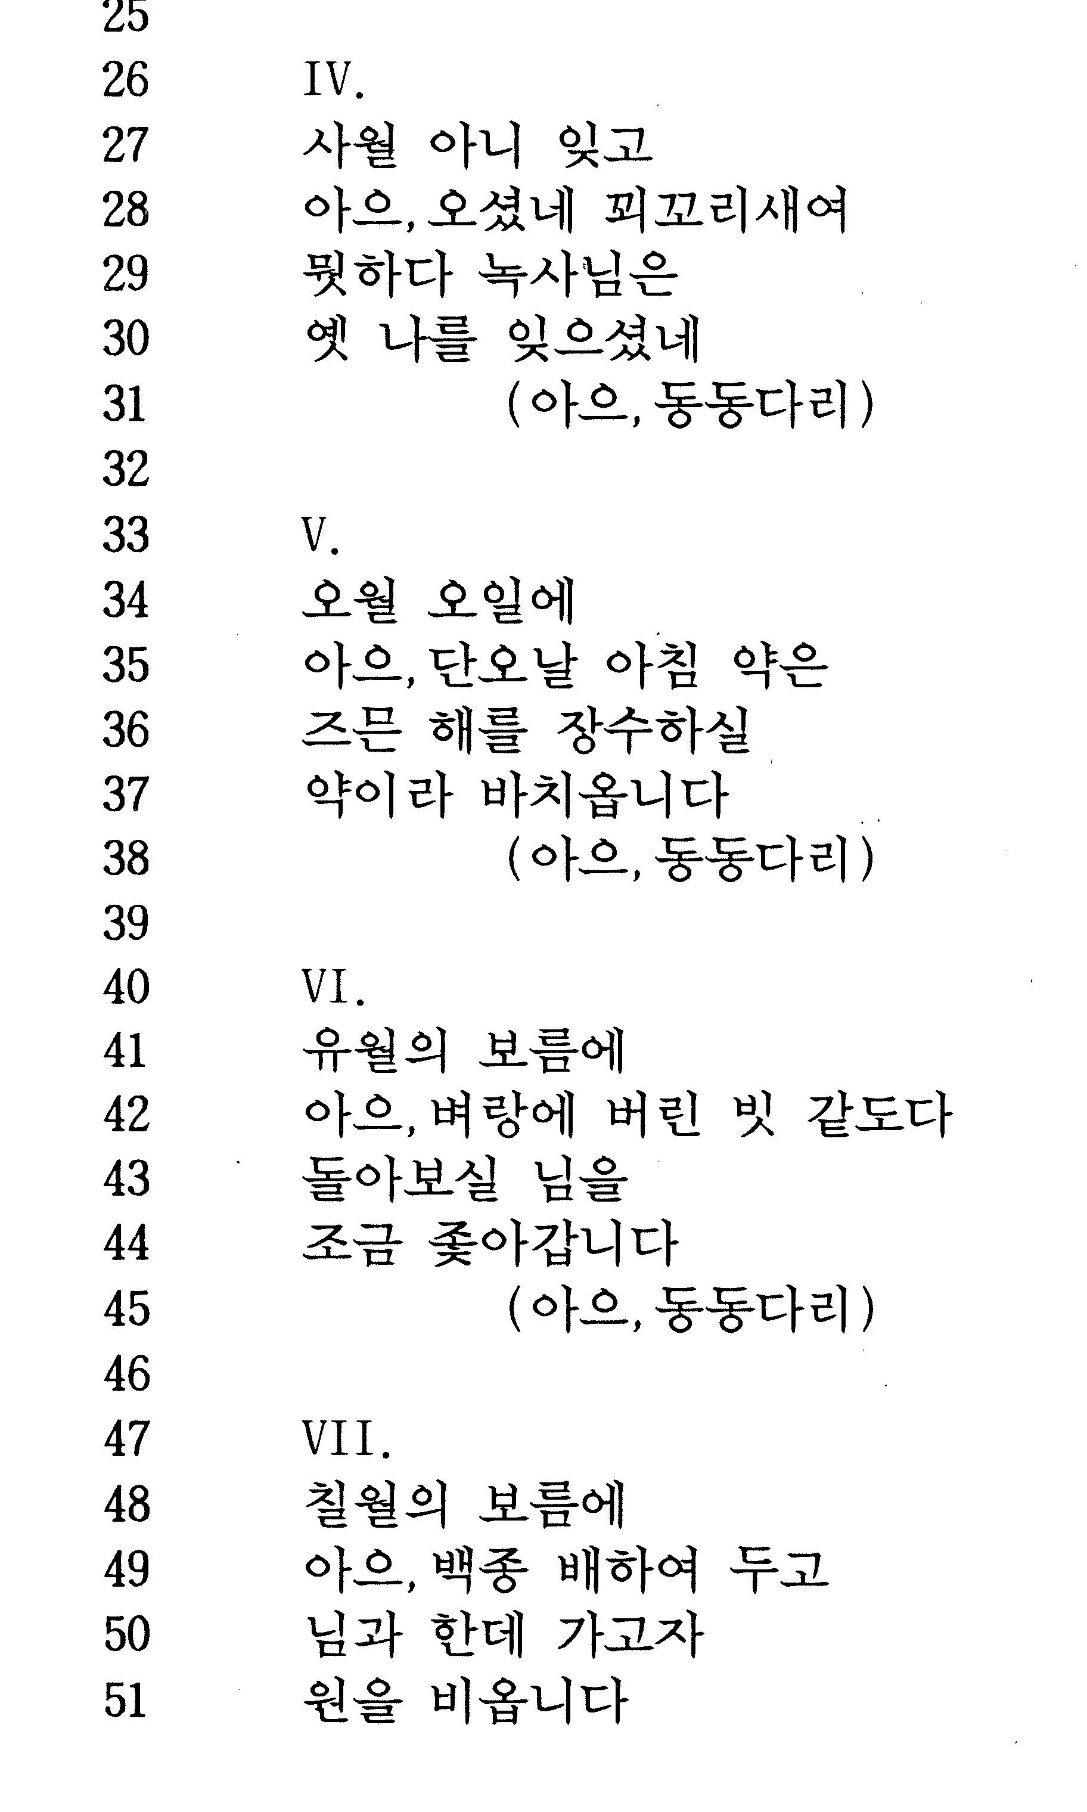 25
26 IV.
27 사월 아니 잊고
28 아으, 오셨네 꾀꼬리새여
29 뭣하다 녹사님은
30 옛 나를 잊으셨네
31 (아으, 동동다리)
32
33 V.
34 오월 오일에
35 아으, 단오날 아침 약은
36 즈믄 해를 장수하실
37 약이라 바치옵니다
38 (아으, 동동다리)
39
40 VI.
41 유월의 보름에
42 아으, 벼랑에 버린 빗 같도다
43 돌아보실 님을
44 조금 좇아갑니다
45 (아으, 동동다리)
46
47 VII.
48 칠월의 보름에
49 아으, 백종 배하여 두고
50 님과 한데 가고자
51 원을 비옵니다